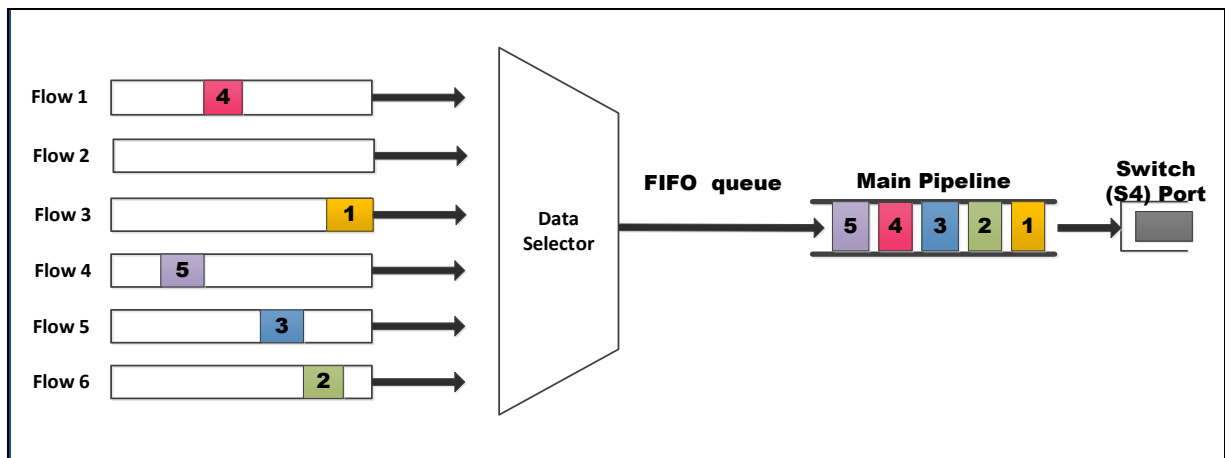 Flow 1
4
Flow 2
Flow 3
1
Flow 4
5
Flow 5
3
Flow 6
2
Data
Selector
FIFO queue
Main Pipeline
5 4 3 2 1
Switch
(S4) Port